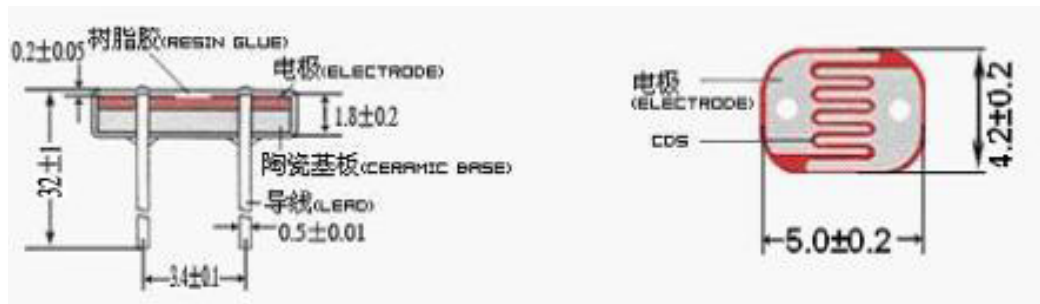 树脂胶(RESIN GLUE)
0.2±0.05
电极(ELECTRODE)
1.8±0.2
32±1
陶瓷基板(CERAMIC BASE)
导线(LEAD)
0.5±0.01
3.4±0.1
电极
(ELECTRODE)
CDS
4.2±0.2
5.0±0.2